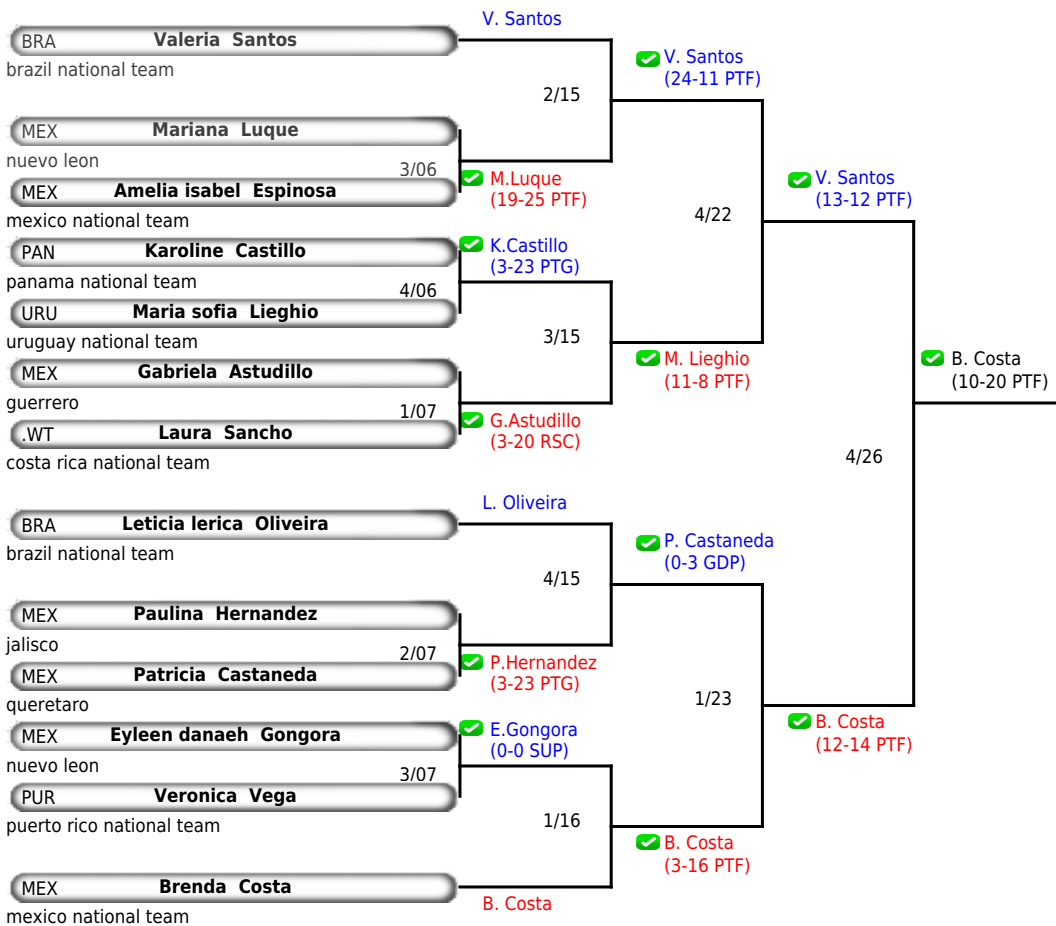 V. Santos
BRA Valeria Santos
brazil national team
V. Santos
(24-11 PTF)
2/15
MEX Mariana Luque
nuevo leon
3/06
M.Luque
(19-25 PTF)
MEX Amelia isabel Espinosa
mexico national team
V. Santos
(13-12 PTF)
4/22
PAN Karoline Castillo
K.Castillo
(3-23 PTG)
panama national team
4/06
URU Maria sofia Lieghio
uruguay national team
3/15
M. Lieghio
(11-8 PTF)
B. Costa
(10-20 PTF)
MEX Gabriela Astudillo
guerrero
1/07
G.Astudillo
(3-20 RSC)
.WT Laura Sancho
costa rica national team
4/26
L. Oliveira
BRA Leticia lerica Oliveira
brazil national team
P. Castaneda
(0-3 GDP)
4/15
MEX Paulina Hernandez
jalisco
2/07
P.Hernandez
(3-23 PTG)
MEX Patricia Castaneda
queretaro
1/23
B. Costa
(12-14 PTF)
MEX Eyleen danaeh Gongora
E.Gongora
(0-0 SUP)
nuevo leon
3/07
PUR Veronica Vega
puerto rico national team
1/16
B. Costa
(3-16 PTF)
MEX Brenda Costa
B. Costa
mexico national team